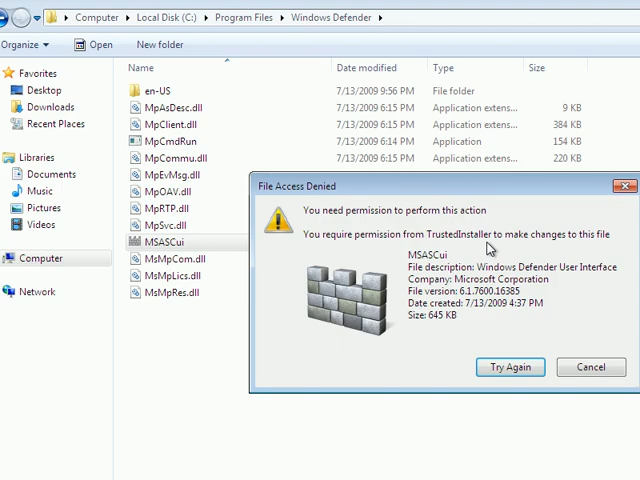 Computer ▸ Local Disk (C:) ▸ Program Files ▸ Windows Defender ▸
Organize ▾ Open New folder
Name Date modified Type Size
Favorites
Desktop
Downloads
Recent Places
Libraries
Documents
Music
Pictures
Videos
Computer
Network
en-US 7/13/2009 9:56 PM File folder
MpAsDesc.dll 7/13/2009 6:15 PM Application extens... 9 KB
MpClient.dll 7/13/2009 6:15 PM Application extens... 384 KB
MpCmdRun 7/13/2009 6:14 PM Application 154 KB
MpCommu.dll 7/13/2009 6:15 PM Application extens... 220 KB
MpEvMsg.dll
MpOAV.dll
MpRTP.dll
MpSvc.dll
MSASCui
MsMpCom.dll
MsMpLics.dll
MsMpRes.dll
File Access Denied
You need permission to perform this action
You require permission from TrustedInstaller to make changes to this file
MSASCui
File description: Windows Defender User Interface
Company: Microsoft Corporation
File version: 6.1.7600.16385
Date created: 7/13/2009 4:37 PM
Size: 645 KB
Try Again Cancel